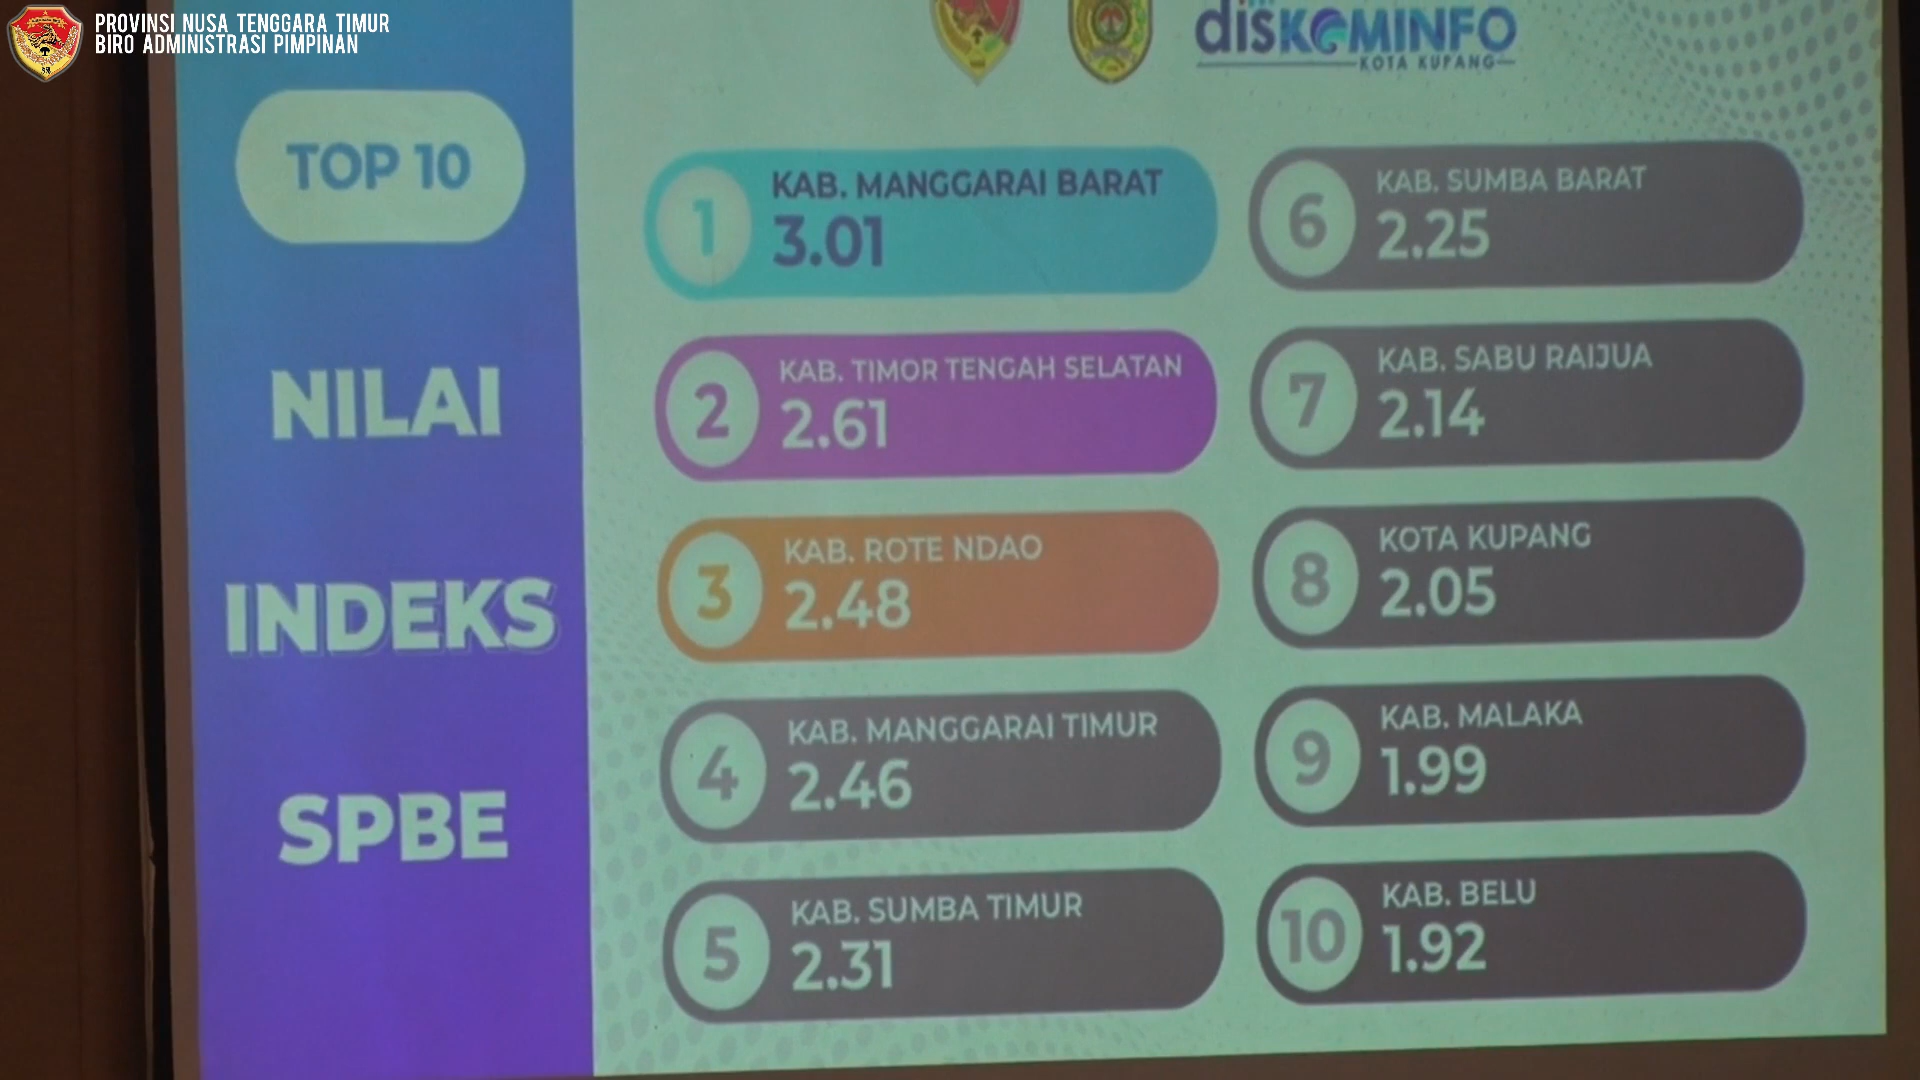 PROVINSI NUSA TENGGARA TIMUR
BIRO ADMINISTRASI PIMPINAN
disKOMINFO
KOTA KUPANG
TOP 10
NILAI
INDEKS
SPBE
1
KAB. MANGGARAI BARAT
3.01
2
KAB. TIMOR TENGAH SELATAN
2.61
3
KAB. ROTE NDAO
2.48
4
KAB. MANGGARAI TIMUR
2.46
5
KAB. SUMBA TIMUR
2.31
6
KAB. SUMBA BARAT
2.25
7
KAB. SABU RAIJUA
2.14
8
KOTA KUPANG
2.05
9
KAB. MALAKA
1.99
10
KAB. BELU
1.92